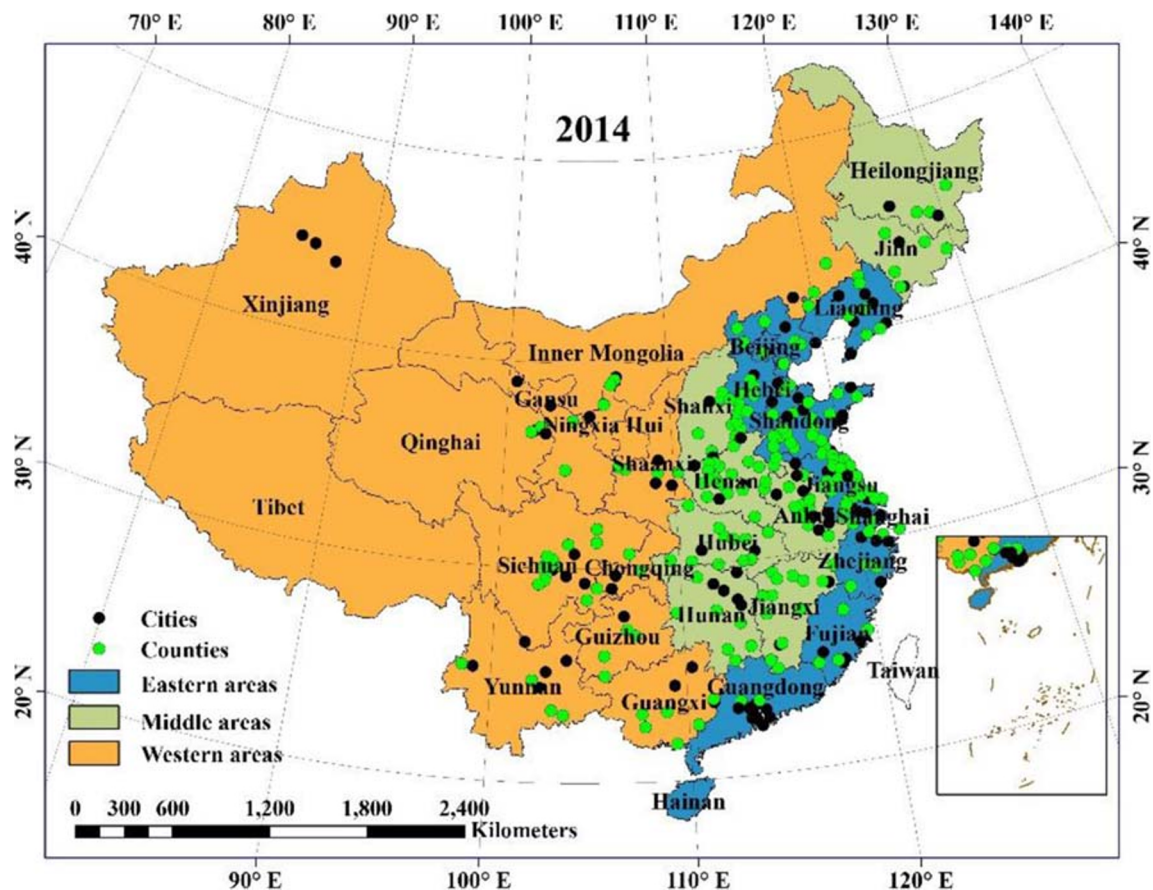 70° E 80° E 90° E 100° E 110° E 120° E 130° E 140° E
2014
Heilongjiang
40° N
40° N
Jilin
Xinjiang
Liaoning
Beijing
Inner Mongolia
Hebei
Gansu
Shanxi
Shandong
Ningxia Hui
Qinghai
30° N
Shaanxi
30° N
Henan
Jiangsu
Tibet
Anhui
Shanghai
Hubei
Sichuan
Chongqing
Zhejiang
Hunan
Jiangxi
Cities
Guizhou
Fujian
Counties
Taiwan
20° N
Eastern areas
Yunnan
Guangdong
20° N
Guangxi
Middle areas
Western areas
Hainan
0 300 600 1,200 1,800 2,400
Kilometers
90° E 100° E 110° E 120° E